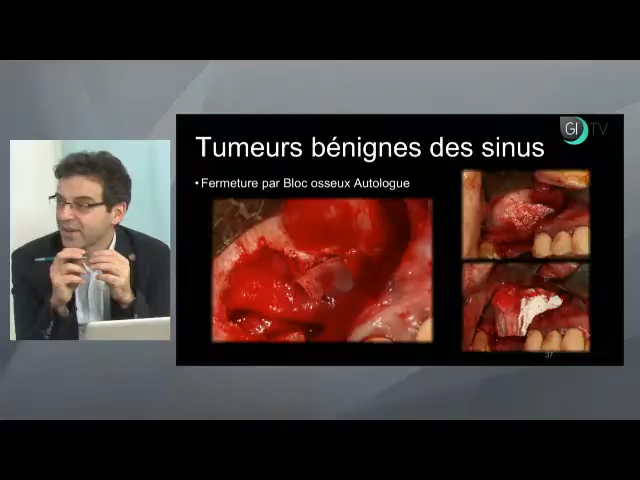 GI TV
Tumeurs bénignes des sinus
• Fermeture par Bloc osseux Autologue
37